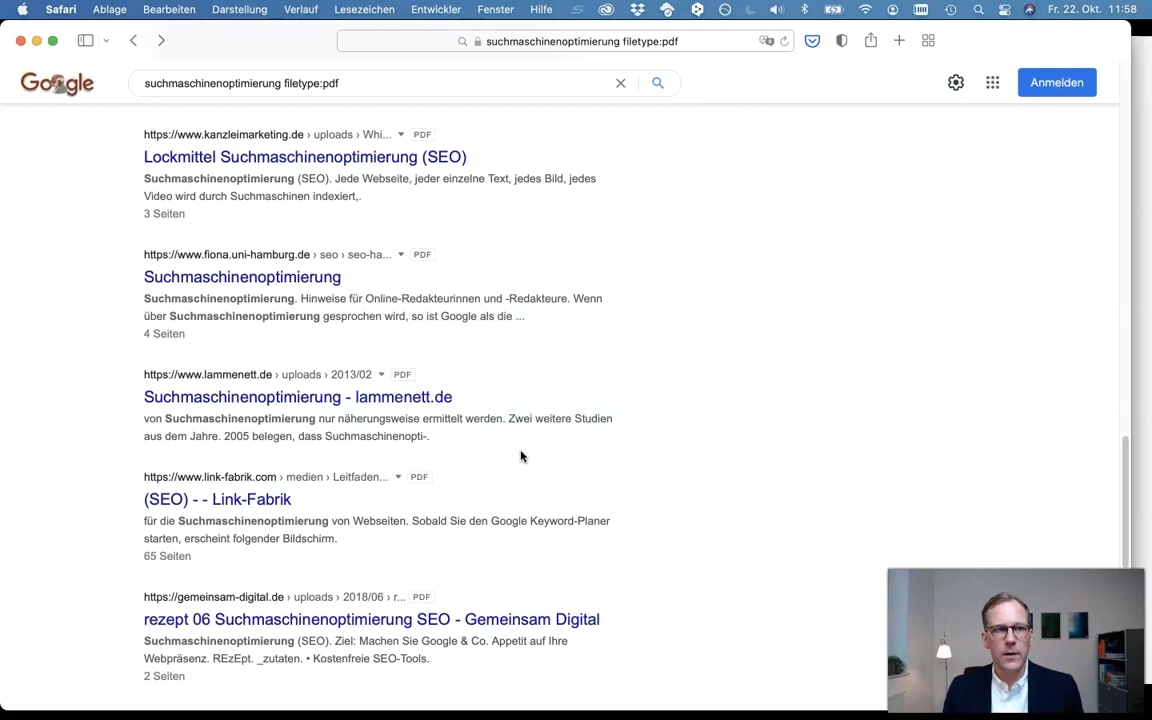 Safari Ablage Bearbeiten Darstellung Verlauf Lesezeichen Entwickler Fenster Hilfe Fr. 22. Okt. 11:58
suchmaschinenoptimierung filetype:pdf
Google suchmaschinenoptimierung filetype:pdf Anmelden
https://www.kanzleimarketing.de › uploads › Whi... PDF
Lockmittel Suchmaschinenoptimierung (SEO)
Suchmaschinenoptimierung (SEO). Jede Webseite, jeder einzelne Text, jedes Bild, jedes
Video wird durch Suchmaschinen indexiert,.
3 Seiten
https://www.fiona.uni-hamburg.de › seo › seo-ha... PDF
Suchmaschinenoptimierung
Suchmaschinenoptimierung. Hinweise für Online-Redakteurinnen und -Redakteure. Wenn
über Suchmaschinenoptimierung gesprochen wird, so ist Google als die ...
4 Seiten
https://www.lammenett.de › uploads › 2013/02 PDF
Suchmaschinenoptimierung - lammenett.de
von Suchmaschinenoptimierung nur näherungsweise ermittelt werden. Zwei weitere Studien
aus dem Jahre. 2005 belegen, dass Suchmaschinenopti-.
https://www.link-fabrik.com › medien › Leitfaden... PDF
(SEO) - - Link-Fabrik
für die Suchmaschinenoptimierung von Webseiten. Sobald Sie den Google Keyword-Planer
starten, erscheint folgender Bildschirm.
65 Seiten
https://gemeinsam-digital.de › uploads › 2018/06 › r... PDF
rezept 06 Suchmaschinenoptimierung SEO - Gemeinsam Digital
Suchmaschinenoptimierung (SEO). Ziel: Machen Sie Google & Co. Appetit auf Ihre
Webpräsenz. REzEpt. _zutaten. • Kostenfreie SEO-Tools.
2 Seiten